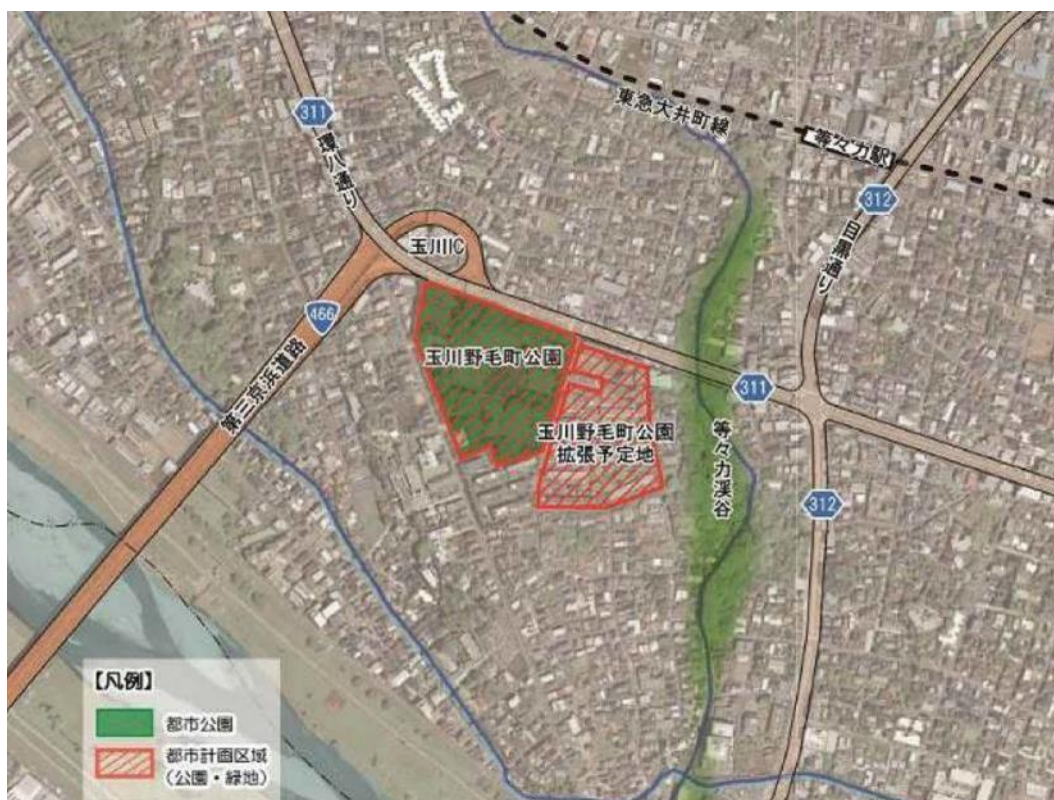 東急大井町線
等々力駅
311
環八通り
312
目黒通り
玉川IC
466
第三京浜道路
玉川野毛町公園
311
玉川野毛町公園
拡張予定地
等々力渓谷
312
【凡例】
都市公園
都市計画区域
(公園・緑地)